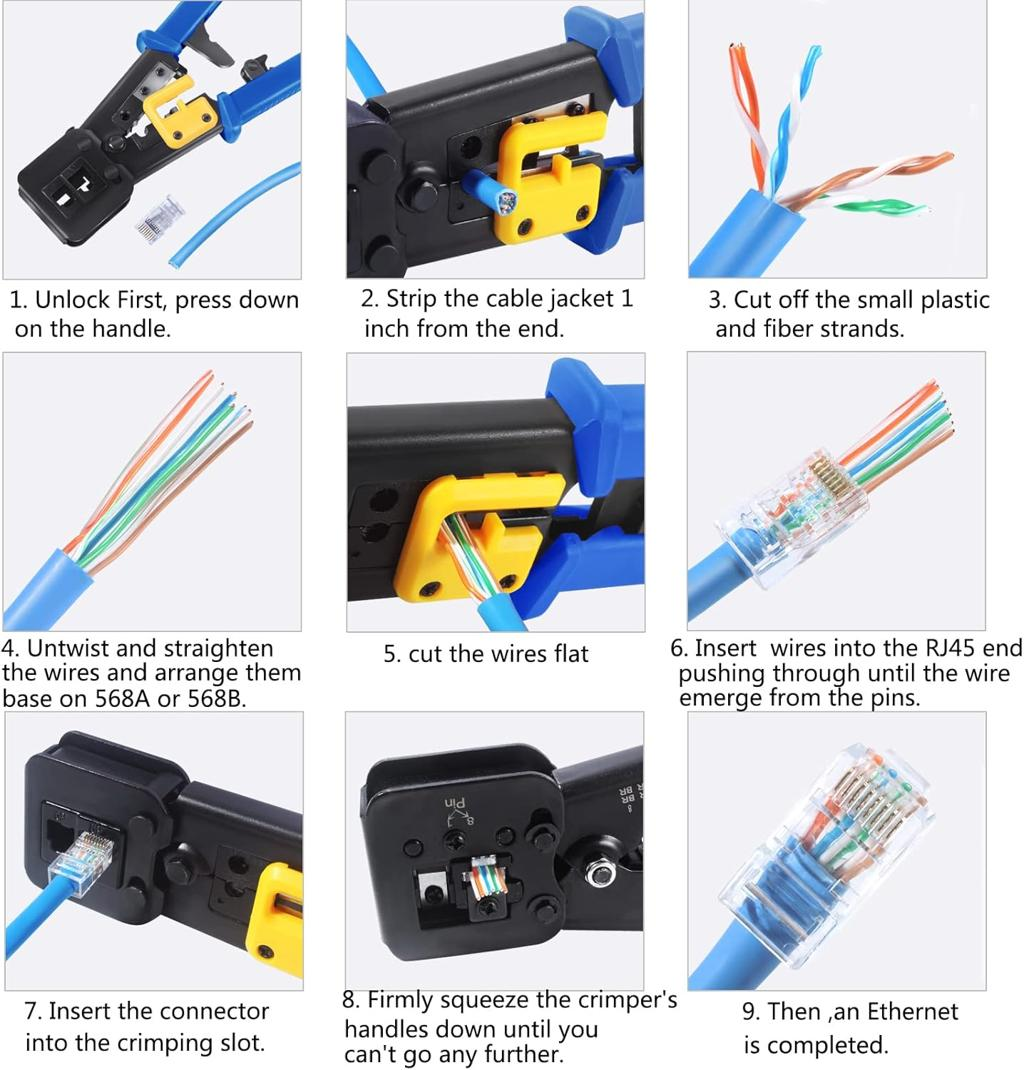 1. Unlock First, press down
on the handle.
2. Strip the cable jacket 1
inch from the end.
3. Cut off the small plastic
and fiber strands.
4. Untwist and straighten
the wires and arrange them
base on 568A or 568B.
5. cut the wires flat
6. Insert  wires into the RJ45 end
pushing through until the wire
emerge from the pins.
7. Insert the connector
into the crimping slot.
8
Pin
8. Firmly squeeze the crimper's
handles down until you
can't go any further.
9. Then ,an Ethernet
is completed.